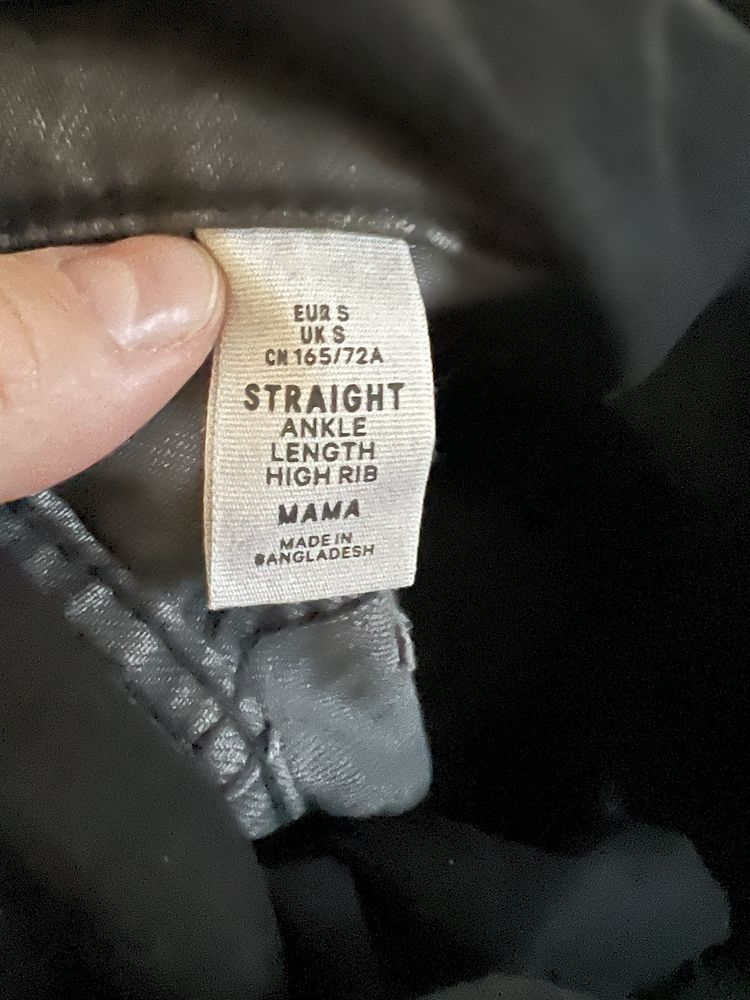 EUR S
UK S
CN 165/72A
STRAIGHT
ANKLE
LENGTH
HIGH RIB
MAMA
MADE IN
BANGLADESH